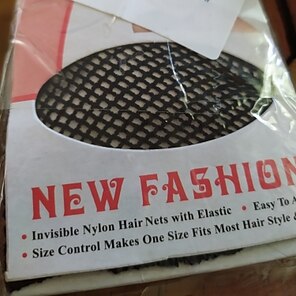 NEW FASHION
• Invisible Nylon Hair Nets with Elastic • Easy To
• Size Control Makes One Size Fits Most Hair Style &